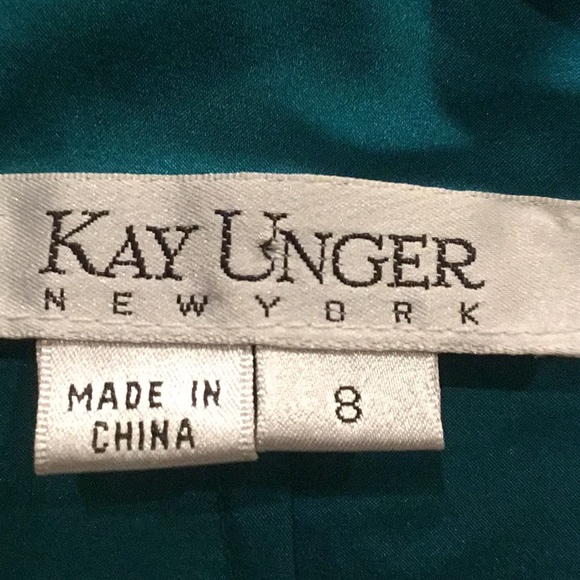 KAY UNGER
NEW YORK
MADE IN
CHINA
8